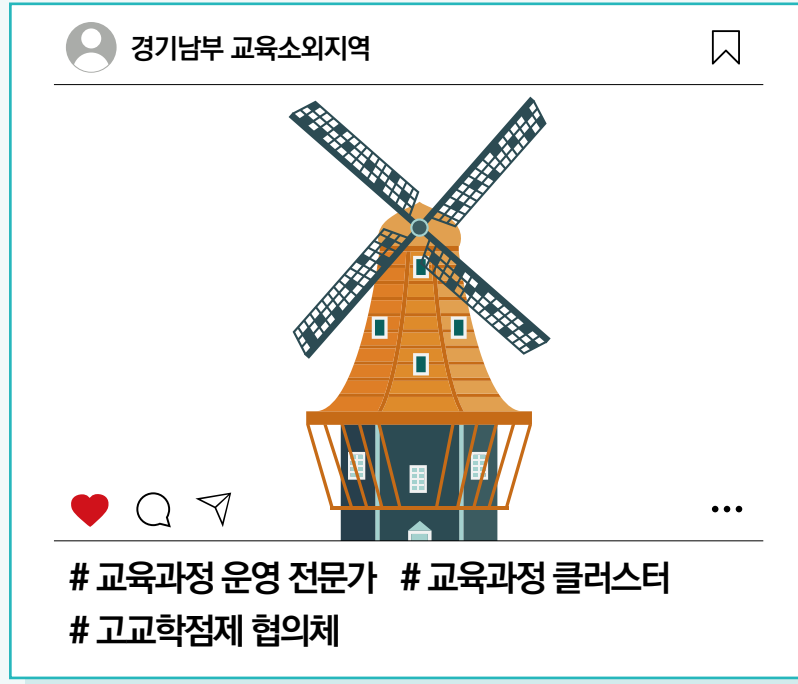 경기남부 교육소외지역
# 교육과정 운영 전문가 # 교육과정 클러스터
# 고교학점제 협의체